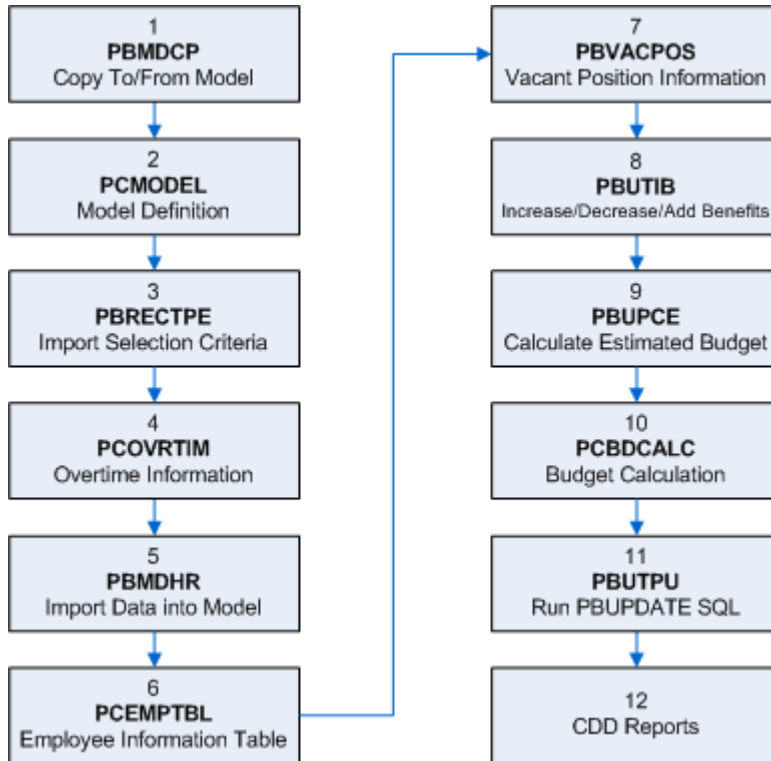 1
PBMDCP
Copy To/From Model
2
PCMODEL
Model Definition
3
PBRECTPE
Import Selection Criteria
4
PCOVRTIM
Overtime Information
5
PBMDHR
Import Data into Model
6
PCEMPTBL
Employee Information Table
7
PBVACPOS
Vacant Position Information
8
PBUTIB
Increase/Decrease/Add Benefits
9
PBUPCE
Calculate Estimated Budget
10
PCBDCALC
Budget Calculation
11
PBUTPU
Run PBUPDATE SQL
12
CDD Reports